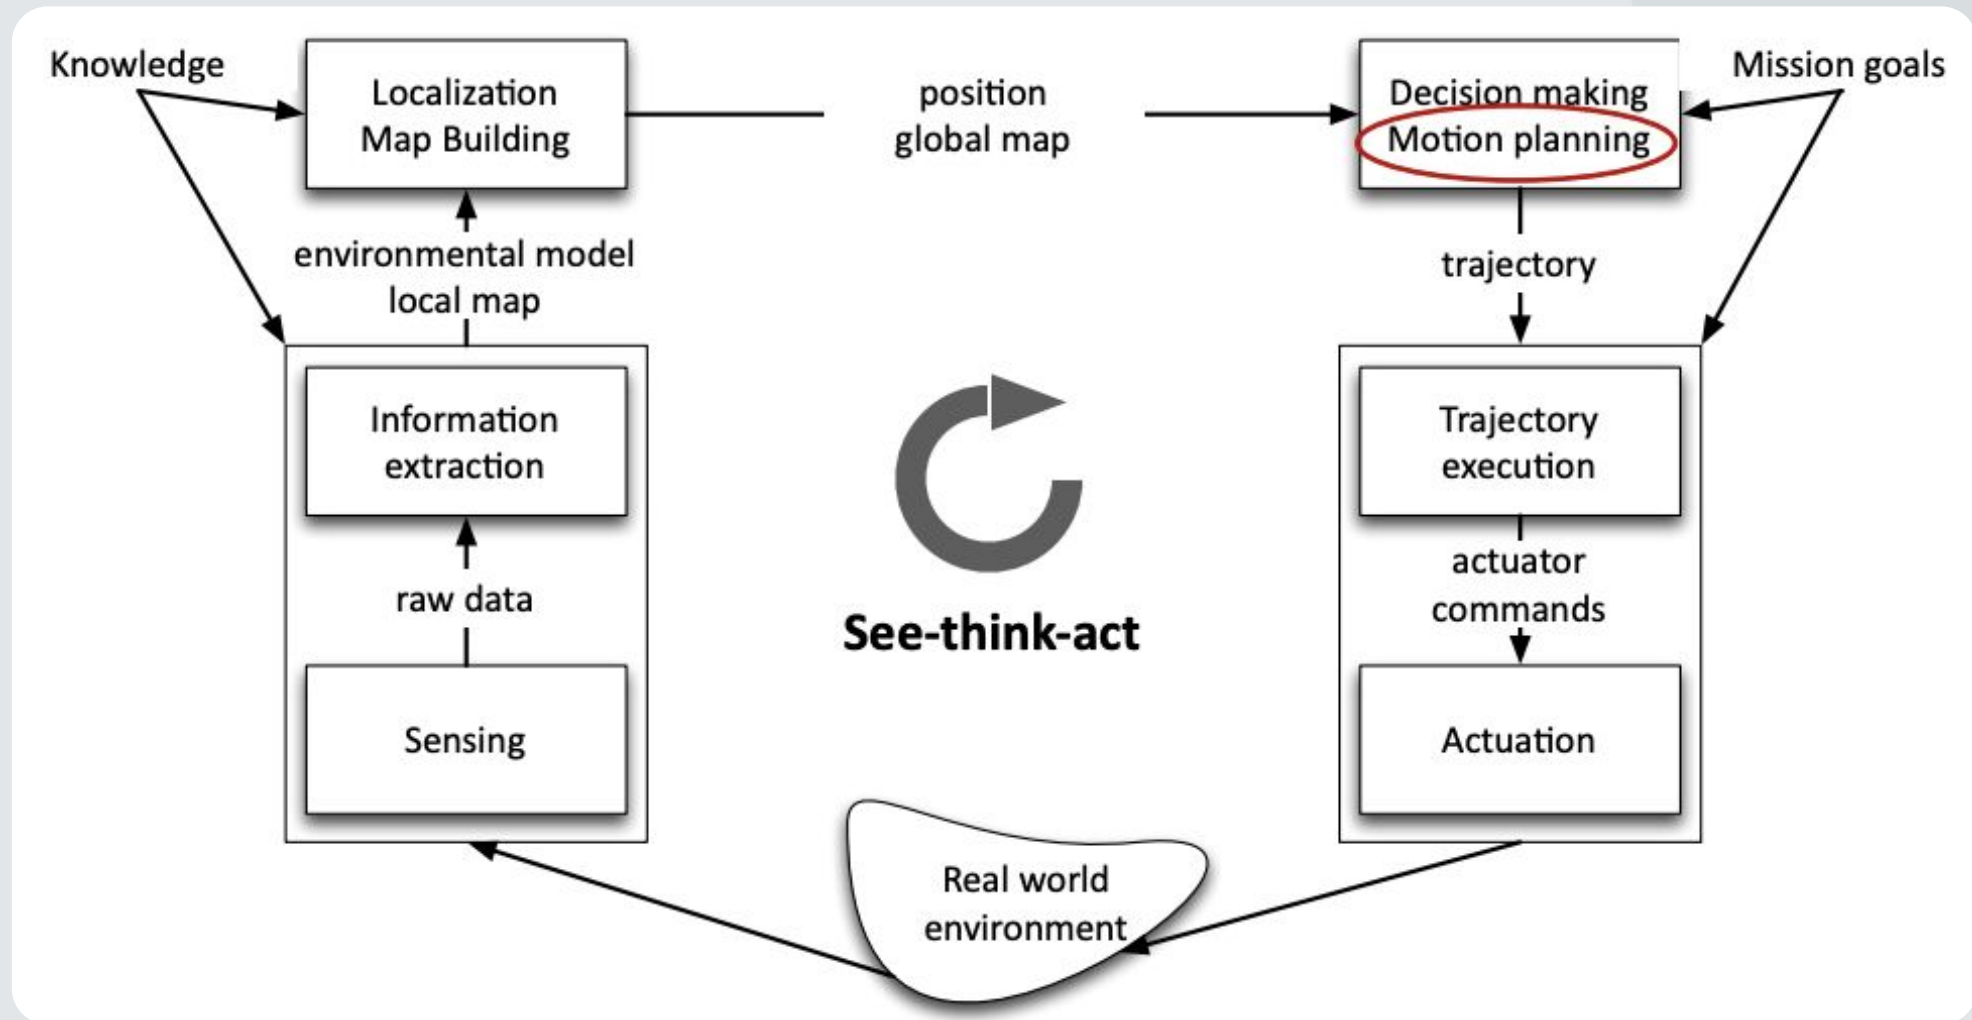 Knowledge
Localization
Map Building
position
global map
Decision making
Motion planning
Mission goals
environmental model
local map
trajectory
Information
extraction
Trajectory
execution
raw data
actuator
commands
See-think-act
Sensing
Actuation
Real world
environment